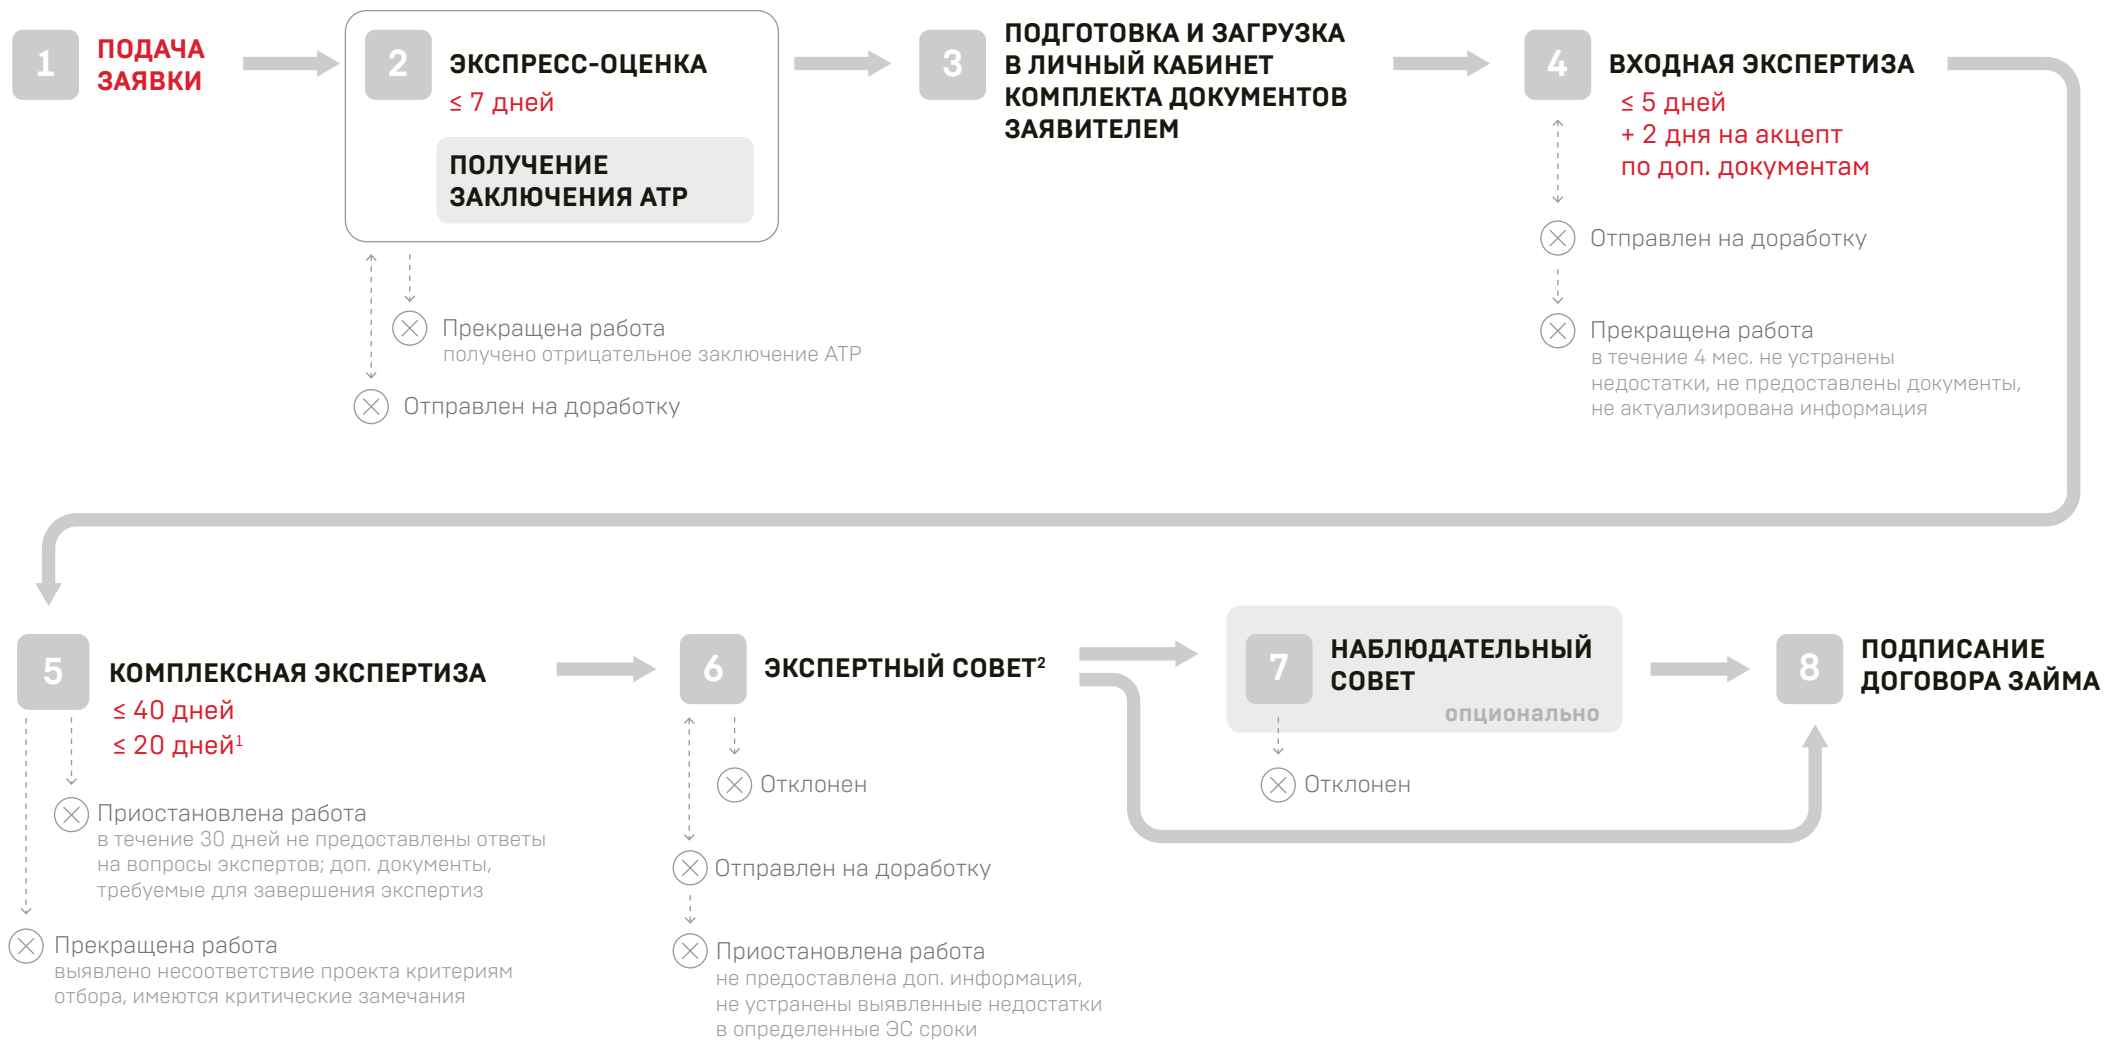 1
ПОДАЧА
ЗАЯВКИ
2
ЭКСПРЕСС-ОЦЕНКА
≤ 7 дней
ПОЛУЧЕНИЕ
ЗАКЛЮЧЕНИЯ АТР
Прекращена работа
получено отрицательное заключение АТР
Отправлен на доработку
3
ПОДГОТОВКА И ЗАГРУЗКА
В ЛИЧНЫЙ КАБИНЕТ
КОМПЛЕКТА ДОКУМЕНТОВ
ЗАЯВИТЕЛЕМ
4
ВХОДНАЯ ЭКСПЕРТИЗА
≤ 5 дней
+ 2 дня на акцепт
по доп. документам
Отправлен на доработку
Прекращена работа
в течение 4 мес. не устранены
недостатки, не предоставлены документы,
не актуализирована информация
5
КОМПЛЕКСНАЯ ЭКСПЕРТИЗА
≤ 40 дней
≤ 20 дней¹
Приостановлена работа
в течение 30 дней не предоставлены ответы
на вопросы экспертов; доп. документы,
требуемые для завершения экспертиз
Прекращена работа
выявлено несоответствие проекта критериям
отбора, имеются критические замечания
6
ЭКСПЕРТНЫЙ СОВЕТ²
Отклонен
Отправлен на доработку
Приостановлена работа
не предоставлена доп. информация,
не устранены выявленные недостатки
в определенные ЭС сроки
7
НАБЛЮДАТЕЛЬНЫЙ
СОВЕТ
опционально
Отклонен
8
ПОДПИСАНИЕ
ДОГОВОРА ЗАЙМА